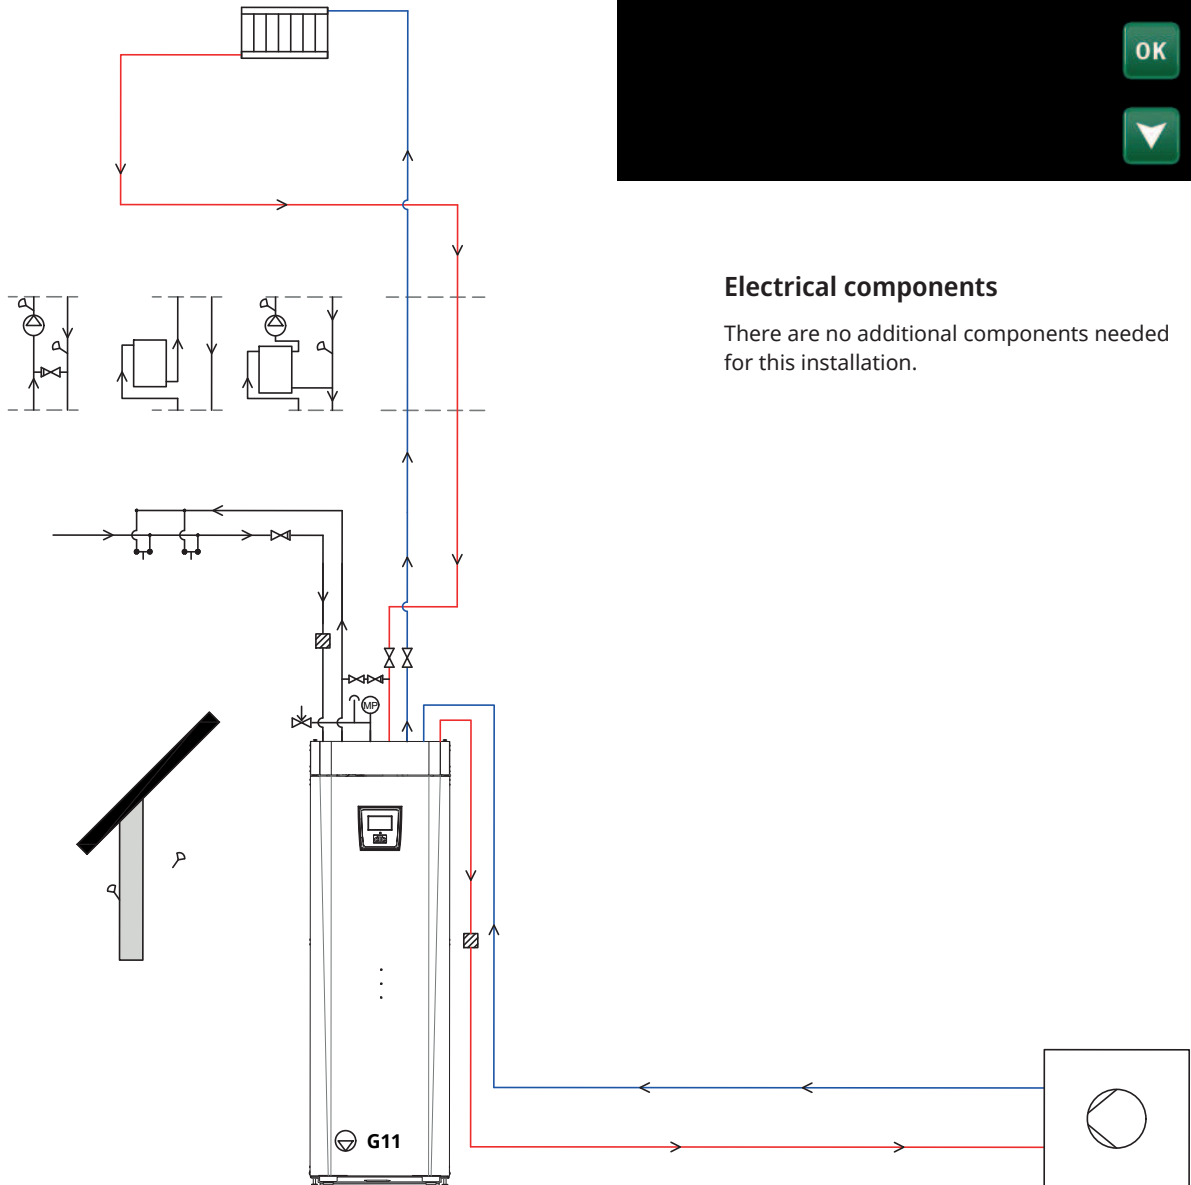 OK
Electrical components
There are no additional components needed
for this installation.
MP
G11